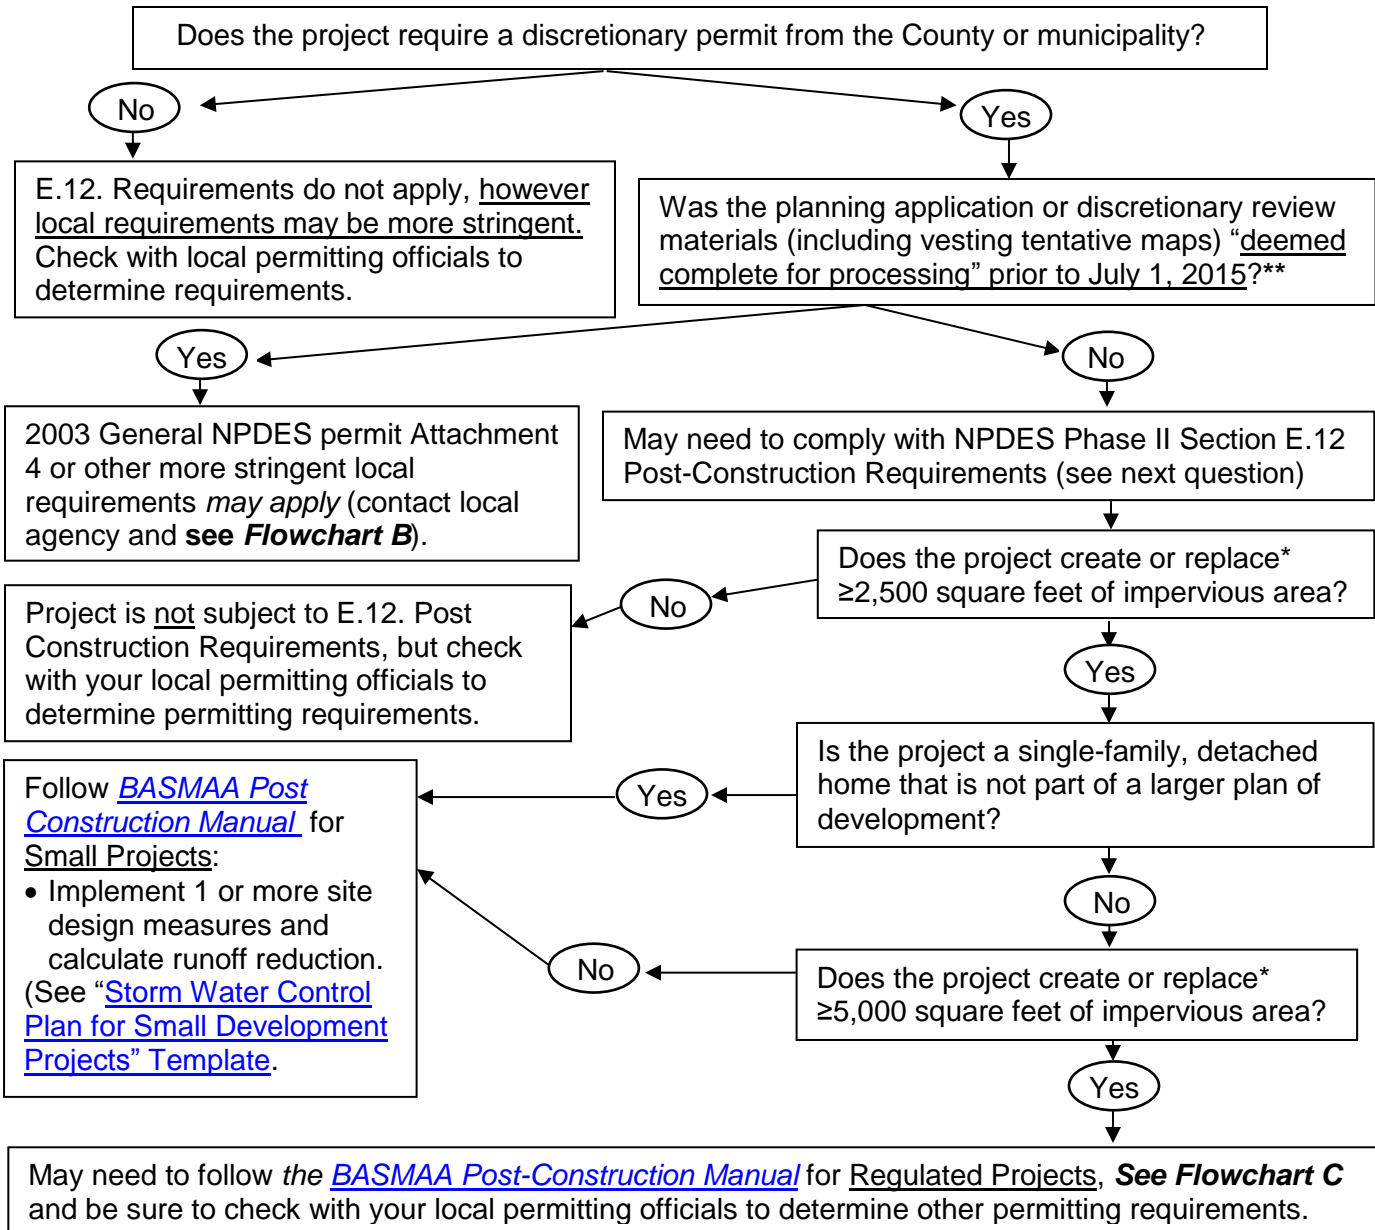 Does the project require a discretionary permit from the County or municipality?
No
Yes
E.12. Requirements do not apply, however
local requirements may be more stringent.
Check with local permitting officials to
determine requirements.
Was the planning application or discretionary review
materials (including vesting tentative maps) “deemed
complete for processing” prior to July 1, 2015?**
Yes
No
2003 General NPDES permit Attachment
4 or other more stringent local
requirements may apply (contact local
agency and see Flowchart B).
May need to comply with NPDES Phase II Section E.12
Post-Construction Requirements (see next question)
Does the project create or replace*
≥2,500 square feet of impervious area?
No
Project is not subject to E.12. Post
Construction Requirements, but check
with your local permitting officials to
determine permitting requirements.
Yes
Is the project a single-family, detached
home that is not part of a larger plan of
development?
Yes
Follow BASMAA Post
Construction Manual for
Small Projects:
• Implement 1 or more site
design measures and
calculate runoff reduction.
(See “Storm Water Control
Plan for Small Development
Projects” Template.
No
Does the project create or replace*
≥5,000 square feet of impervious area?
No
Yes
May need to follow the BASMAA Post-Construction Manual for Regulated Projects, See Flowchart C
and be sure to check with your local permitting officials to determine other permitting requirements.